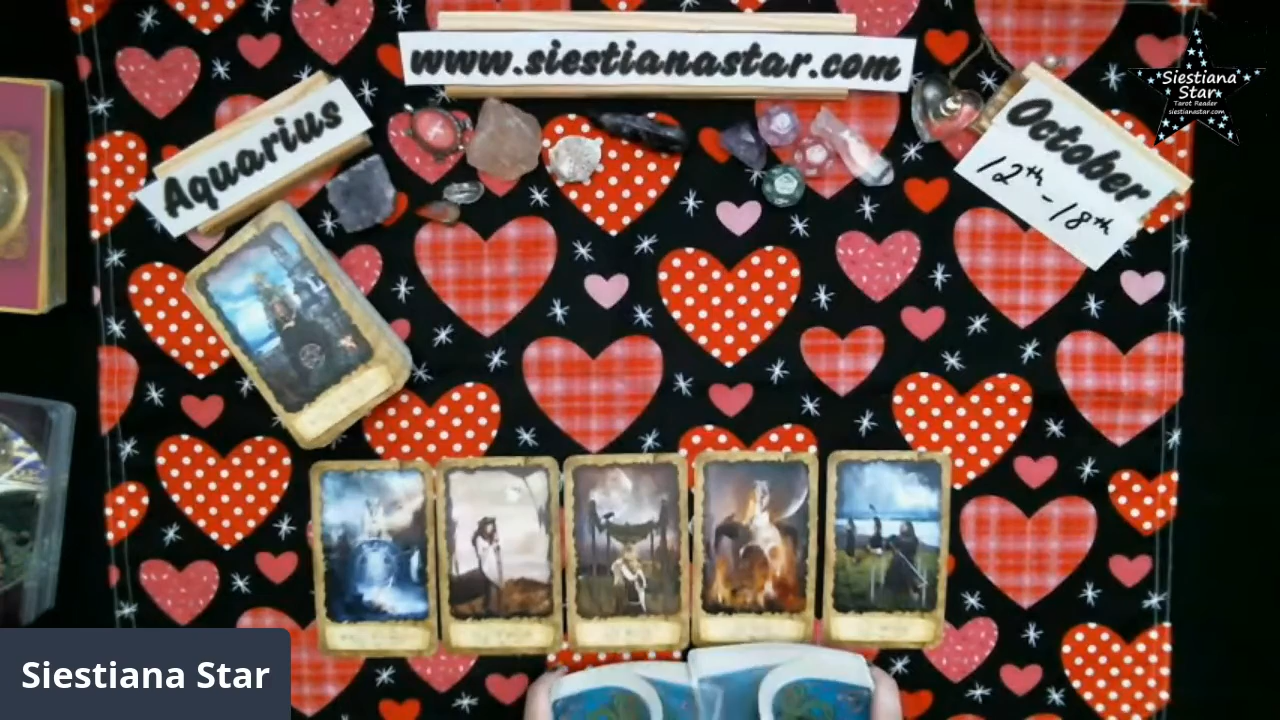 www.siestianastar.com
Aquarius
October
12th - 18th
Siestiana
Star
Tarot Reader
siestianastar.com
Siestiana Star